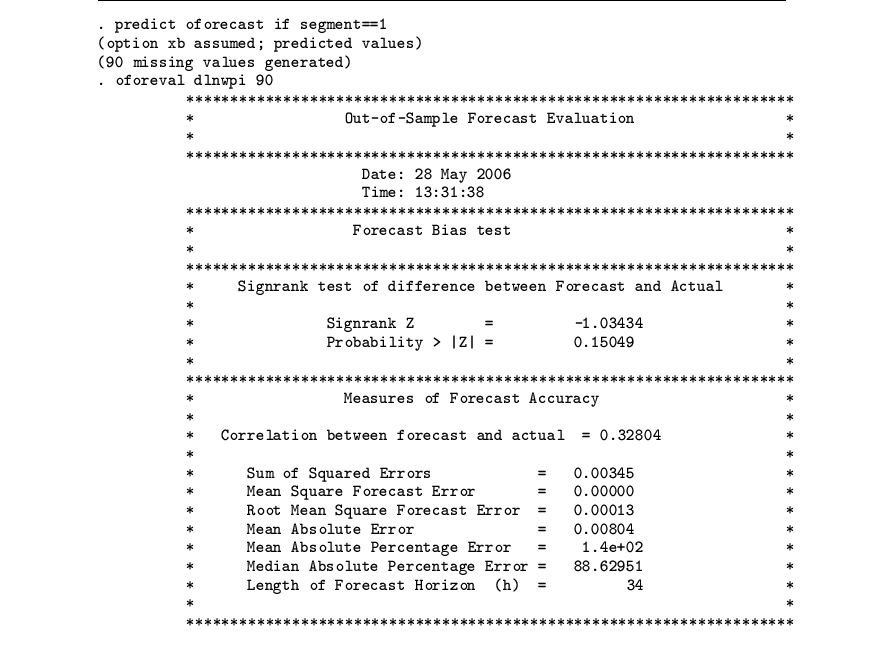 . predict oforecast if segment==1
(option xb assumed; predicted values)
(90 missing values generated)
. oforeval dlnwpi 90
*********************************************************************
* Out-of-Sample Forecast Evaluation *
* *
*********************************************************************
Date: 28 May 2006
Time: 13:31:38
*********************************************************************
* Forecast Bias test *
* *
*********************************************************************
* Signrank test of difference between Forecast and Actual *
* *
* Signrank Z = -1.03434 *
* Probability > |Z| = 0.15049 *
* *
*********************************************************************
* Measures of Forecast Accuracy *
* *
* Correlation between forecast and actual = 0.32804 *
* *
* Sum of Squared Errors = 0.00345 *
* Mean Square Forecast Error = 0.00000 *
* Root Mean Square Forecast Error = 0.00013 *
* Mean Absolute Error = 0.00804 *
* Mean Absolute Percentage Error = 1.4e+02 *
* Median Absolute Percentage Error = 88.62951 *
* Length of Forecast Horizon (h) = 34 *
* *
*********************************************************************